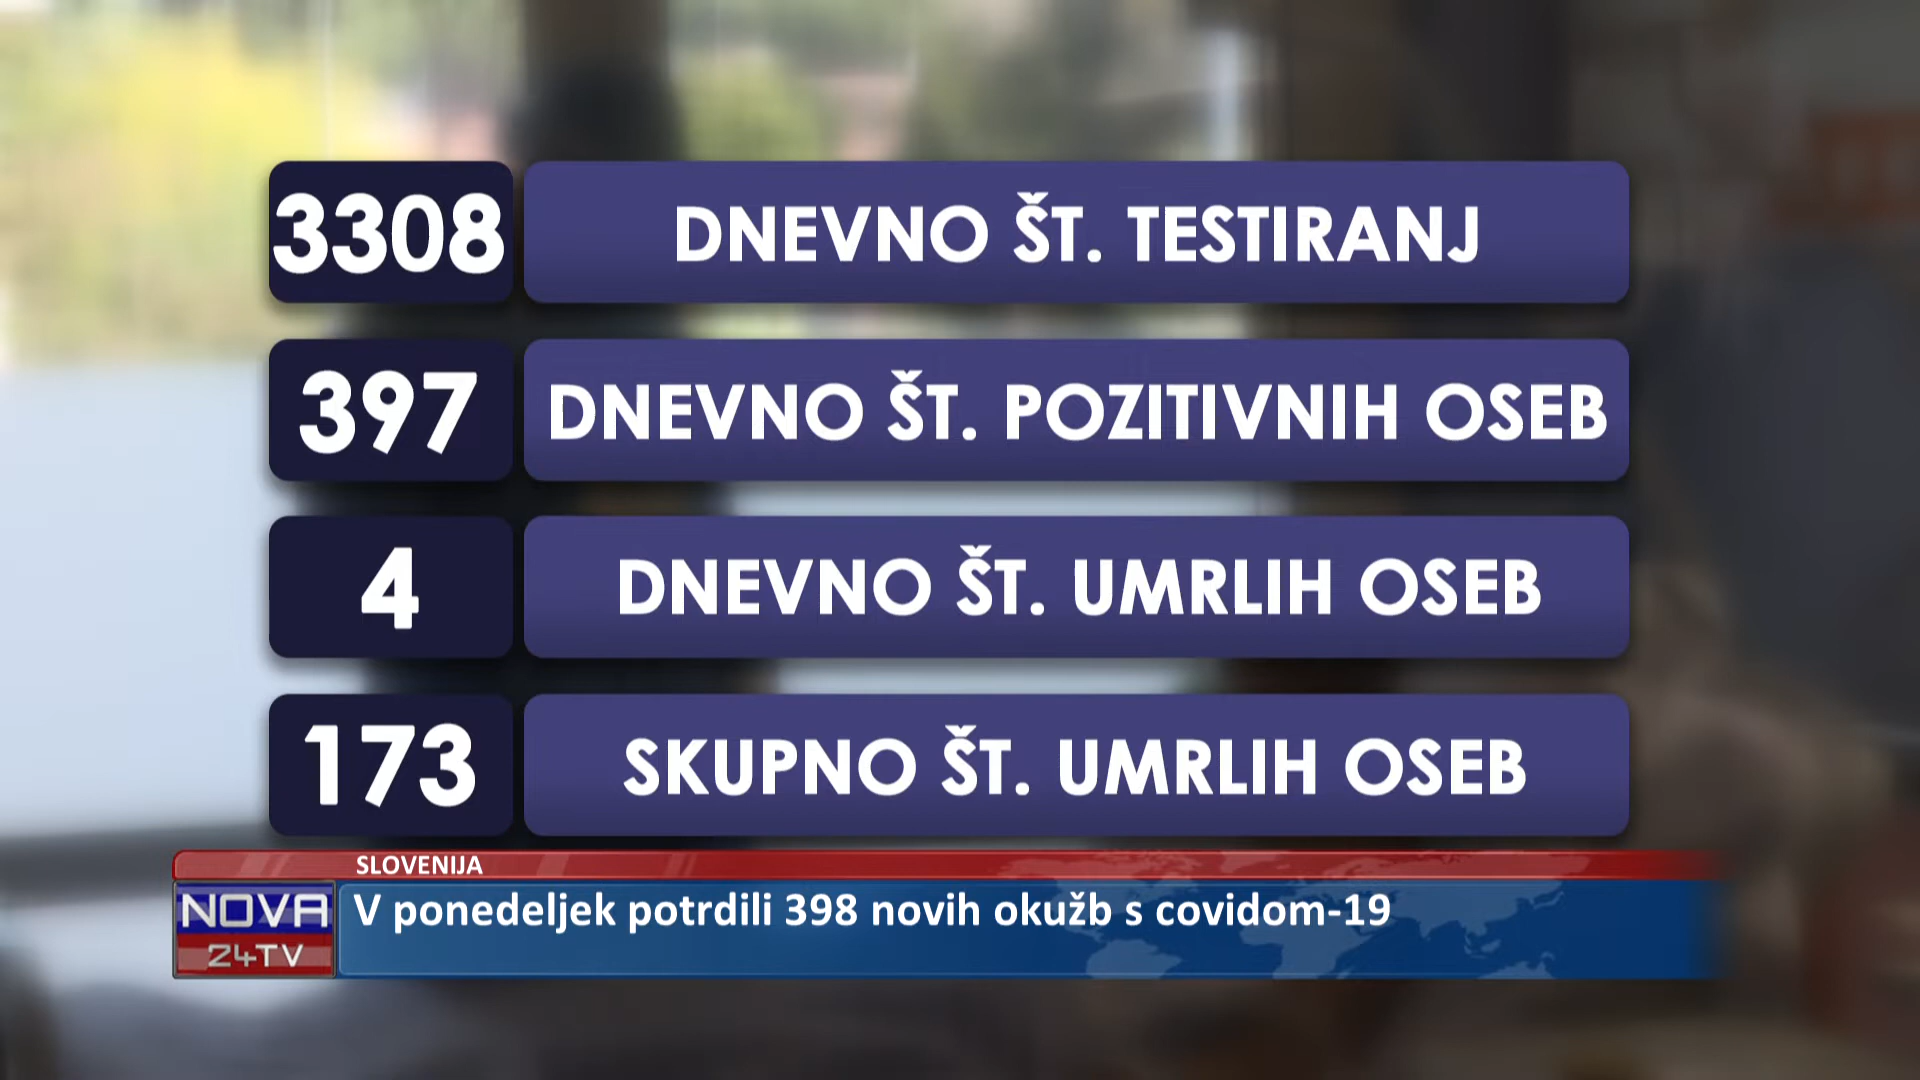 3308 DNEVNO ŠT. TESTIRANJ
397 DNEVNO ŠT. POZITIVNIH OSEB
4 DNEVNO ŠT. UMRLIH OSEB
173 SKUPNO ŠT. UMRLIH OSEB
SLOVENIJA
NOVA
24TV
V ponedeljek potrdili 398 novih okužb s covidom-19